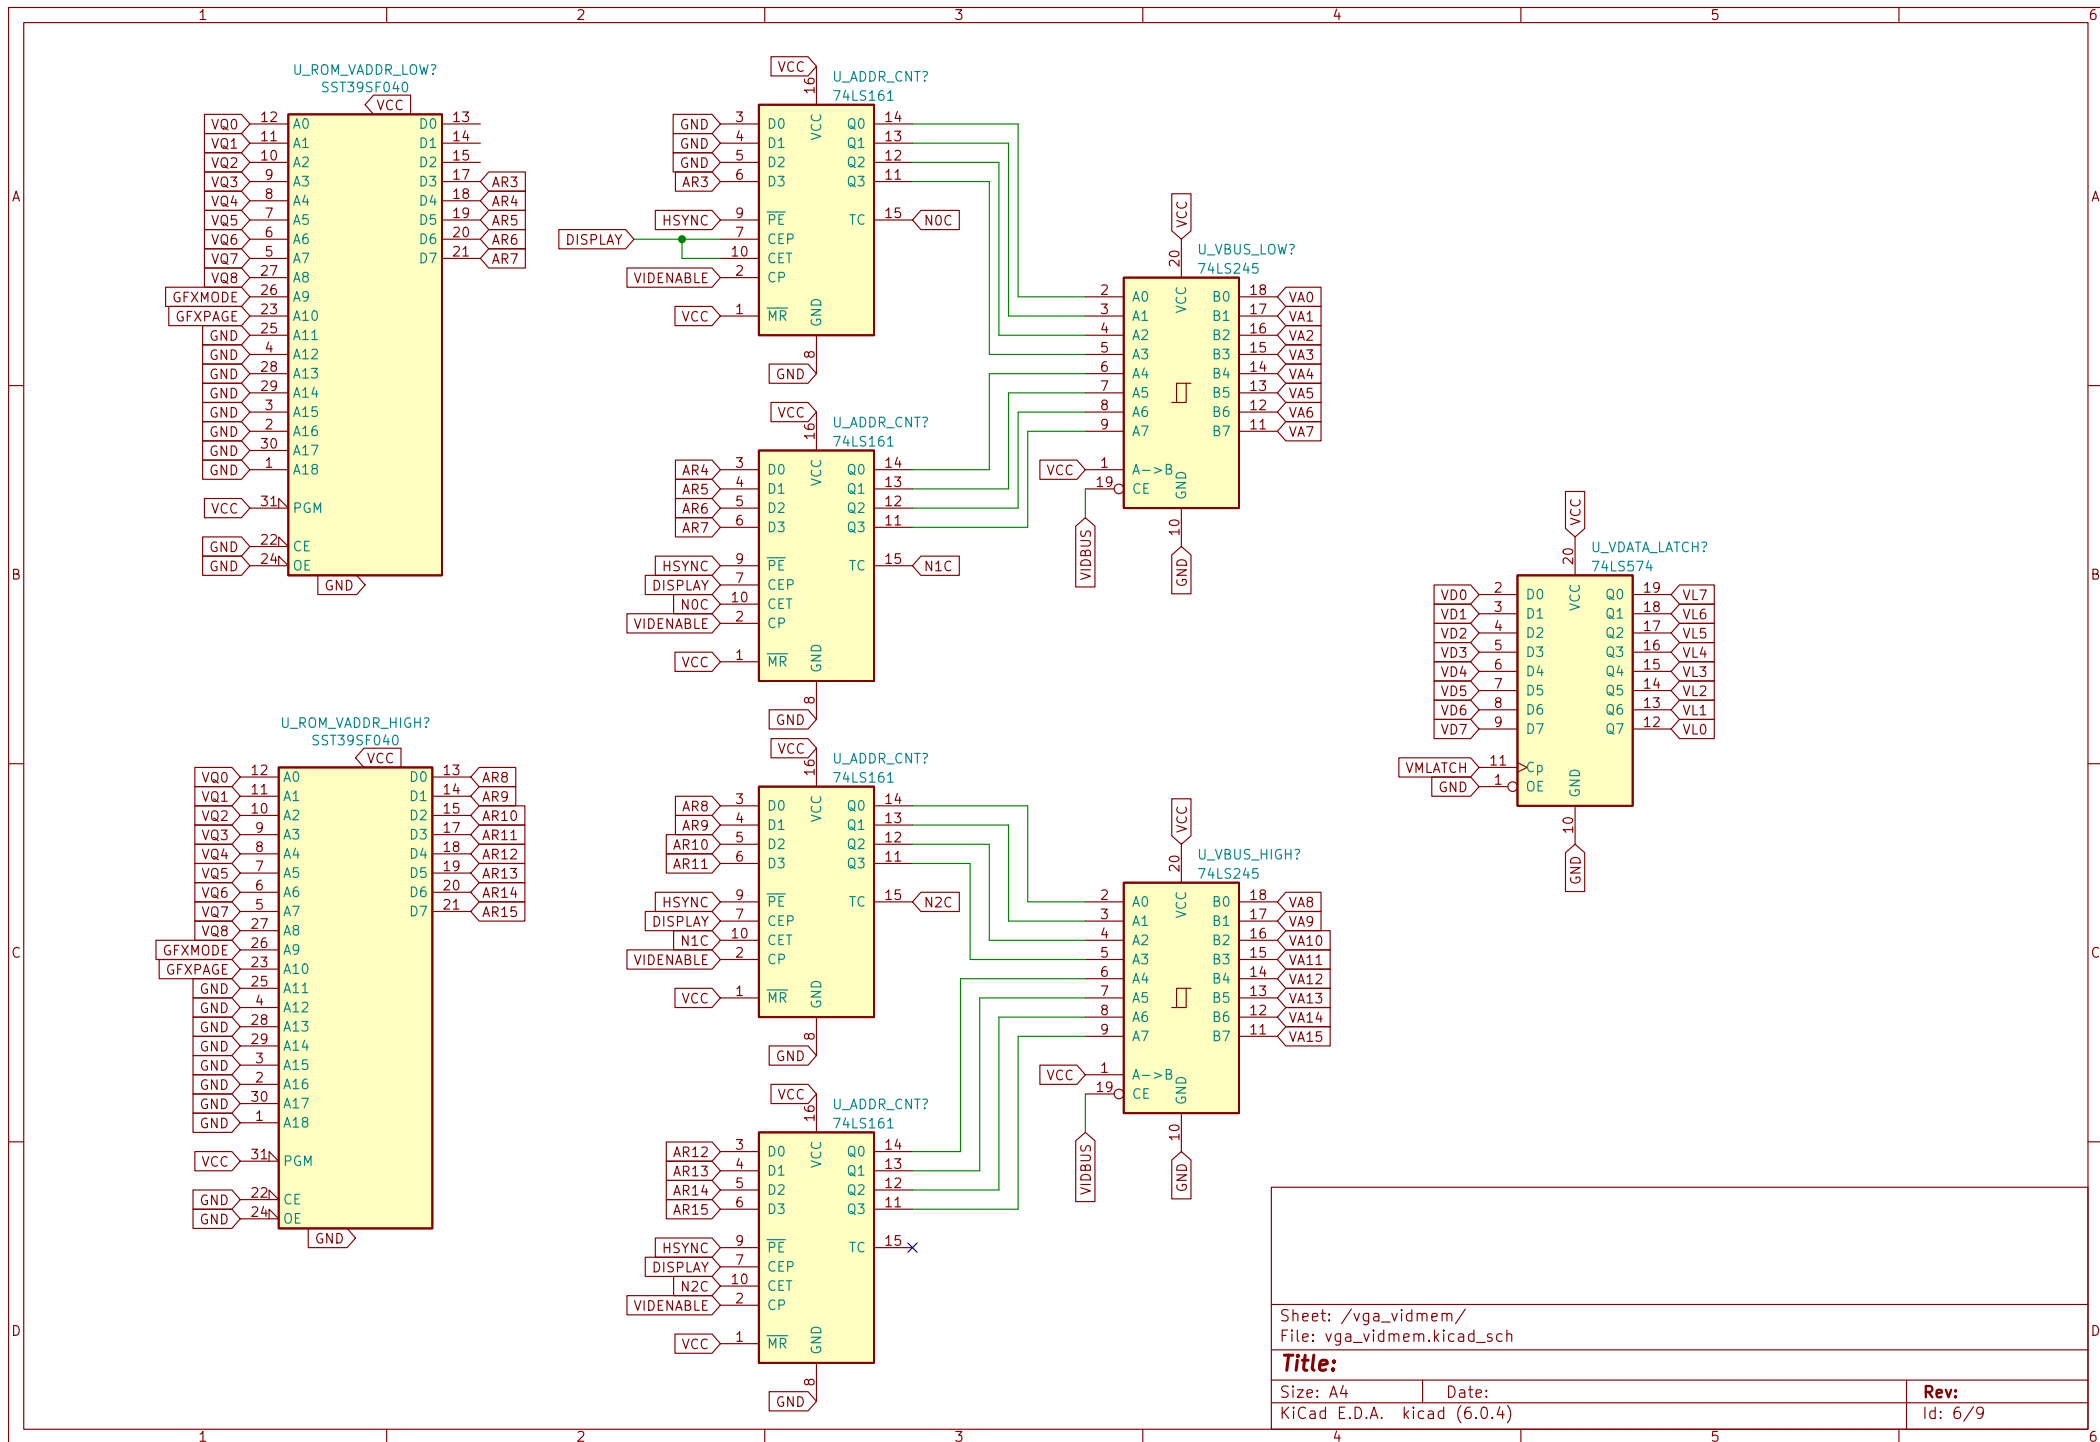 1 2 3 4 5 6
A
B
C
D
U_ROM_VADDR_LOW?
SST39SF040
VCC
VQ0 12 A0 D0 13
VQ1 11 A1 D1 14
VQ2 10 A2 D2 15
VQ3 9 A3 D3 17 AR3
VQ4 8 A4 D4 18 AR4
VQ5 7 A5 D5 19 AR5
VQ6 6 A6 D6 20 AR6
VQ7 5 A7 D7 21 AR7
VQ8 27 A8
GFXMODE 26 A9
GFXPAGE 23 A10
GND 25 A11
GND 4 A12
GND 28 A13
GND 29 A14
GND 3 A15
GND 2 A16
GND 30 A17
GND 1 A18
VCC 31 PGM
GND 22 CE
GND 24 OE
GND
U_ROM_VADDR_HIGH?
SST39SF040
VCC
VQ0 12 A0 D0 13 AR8
VQ1 11 A1 D1 14 AR9
VQ2 10 A2 D2 15 AR10
VQ3 9 A3 D3 17 AR11
VQ4 8 A4 D4 18 AR12
VQ5 7 A5 D5 19 AR13
VQ6 6 A6 D6 20 AR14
VQ7 5 A7 D7 21 AR15
VQ8 27 A8
GFXMODE 26 A9
GFXPAGE 23 A10
GND 25 A11
GND 4 A12
GND 28 A13
GND 29 A14
GND 3 A15
GND 2 A16
GND 30 A17
GND 1 A18
VCC 31 PGM
GND 22 CE
GND 24 OE
GND
VCC 16 VCC
U_ADDR_CNT?
74LS161
GND 3 D0 Q0 14
GND 4 D1 Q1 13
GND 5 D2 Q2 12
AR3 6 D3 Q3 11
HSYNC 9 PE TC 15 N0C
DISPLAY 7 CEP
10 CET
VIDENABLE 2 CP
VCC 1 MR
GND 8 GND
VCC 16 VCC
U_ADDR_CNT?
74LS161
AR4 3 D0 Q0 14
AR5 4 D1 Q1 13
AR6 5 D2 Q2 12
AR7 6 D3 Q3 11
HSYNC 9 PE TC 15 N1C
DISPLAY 7 CEP
N0C 10 CET
VIDENABLE 2 CP
VCC 1 MR
GND 8 GND
VCC 16 VCC
U_ADDR_CNT?
74LS161
AR8 3 D0 Q0 14
AR9 4 D1 Q1 13
AR10 5 D2 Q2 12
AR11 6 D3 Q3 11
HSYNC 9 PE TC 15 N2C
DISPLAY 7 CEP
N1C 10 CET
VIDENABLE 2 CP
VCC 1 MR
GND 8 GND
VCC 16 VCC
U_ADDR_CNT?
74LS161
AR12 3 D0 Q0 14
AR13 4 D1 Q1 13
AR14 5 D2 Q2 12
AR15 6 D3 Q3 11
HSYNC 9 PE TC 15
DISPLAY 7 CEP
N2C 10 CET
VIDENABLE 2 CP
VCC 1 MR
GND 8 GND
VCC 20 VCC
U_VBUS_LOW?
74LS245
2 A0 B0 18 VA0
3 A1 B1 17 VA1
4 A2 B2 16 VA2
5 A3 B3 15 VA3
6 A4 B4 14 VA4
7 A5 B5 13 VA5
8 A6 B6 12 VA6
9 A7 B7 11 VA7
VCC 1 A->B
VIDBUS 19 CE
GND 10 GND
VCC 20 VCC
U_VBUS_HIGH?
74LS245
2 A0 B0 18 VA8
3 A1 B1 17 VA9
4 A2 B2 16 VA10
5 A3 B3 15 VA11
6 A4 B4 14 VA12
7 A5 B5 13 VA13
8 A6 B6 12 VA14
9 A7 B7 11 VA15
VCC 1 A->B
VIDBUS 19 CE
GND 10 GND
VCC 20 VCC
U_VDATA_LATCH?
74LS574
VD0 2 D0 Q0 19 VL7
VD1 3 D1 Q1 18 VL6
VD2 4 D2 Q2 17 VL5
VD3 5 D3 Q3 16 VL4
VD4 6 D4 Q4 15 VL3
VD5 7 D5 Q5 14 VL2
VD6 8 D6 Q6 13 VL1
VD7 9 D7 Q7 12 VL0
VMLATCH 11 Cp
GND 1 OE
GND 10 GND
A
B
C
D
Sheet: /vga_vidmem/
File: vga_vidmem.kicad_sch
Title:
Size: A4 Date: Rev:
KiCad E.D.A. kicad (6.0.4) Id: 6/9
1 2 3 4 5 6